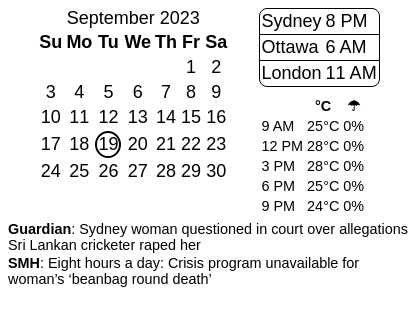 September 2023
Su Mo Tu We Th Fr Sa
1 2
3 4 5 6 7 8 9
10 11 12 13 14 15 16
17 18 19 20 21 22 23
24 25 26 27 28 29 30
Sydney 8 PM
Ottawa 6 AM
London 11 AM
°C ☂
9 AM 25°C 0%
12 PM 28°C 0%
3 PM 28°C 0%
6 PM 25°C 0%
9 PM 24°C 0%
Guardian: Sydney woman questioned in court over allegations
Sri Lankan cricketer raped her
SMH: Eight hours a day: Crisis program unavailable for
woman’s ‘beanbag round death’